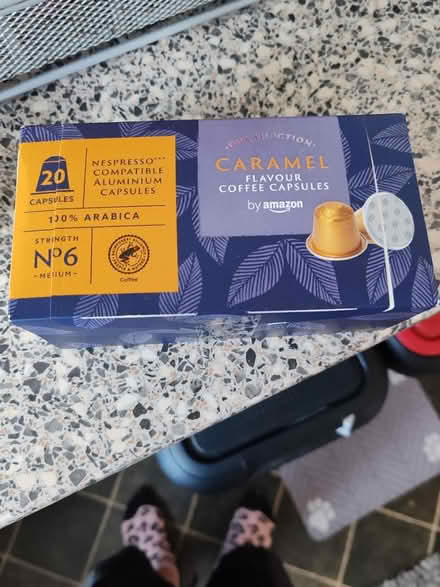 20
CAPSULES
NESPRESSO***
COMPATIBLE
ALUMINIUM
CAPSULES
100% ARABICA
STRENGTH
Nº6
-MEDIUM-
Coffee
CARAMEL
FLAVOUR
COFFEE CAPSULES
by amazon